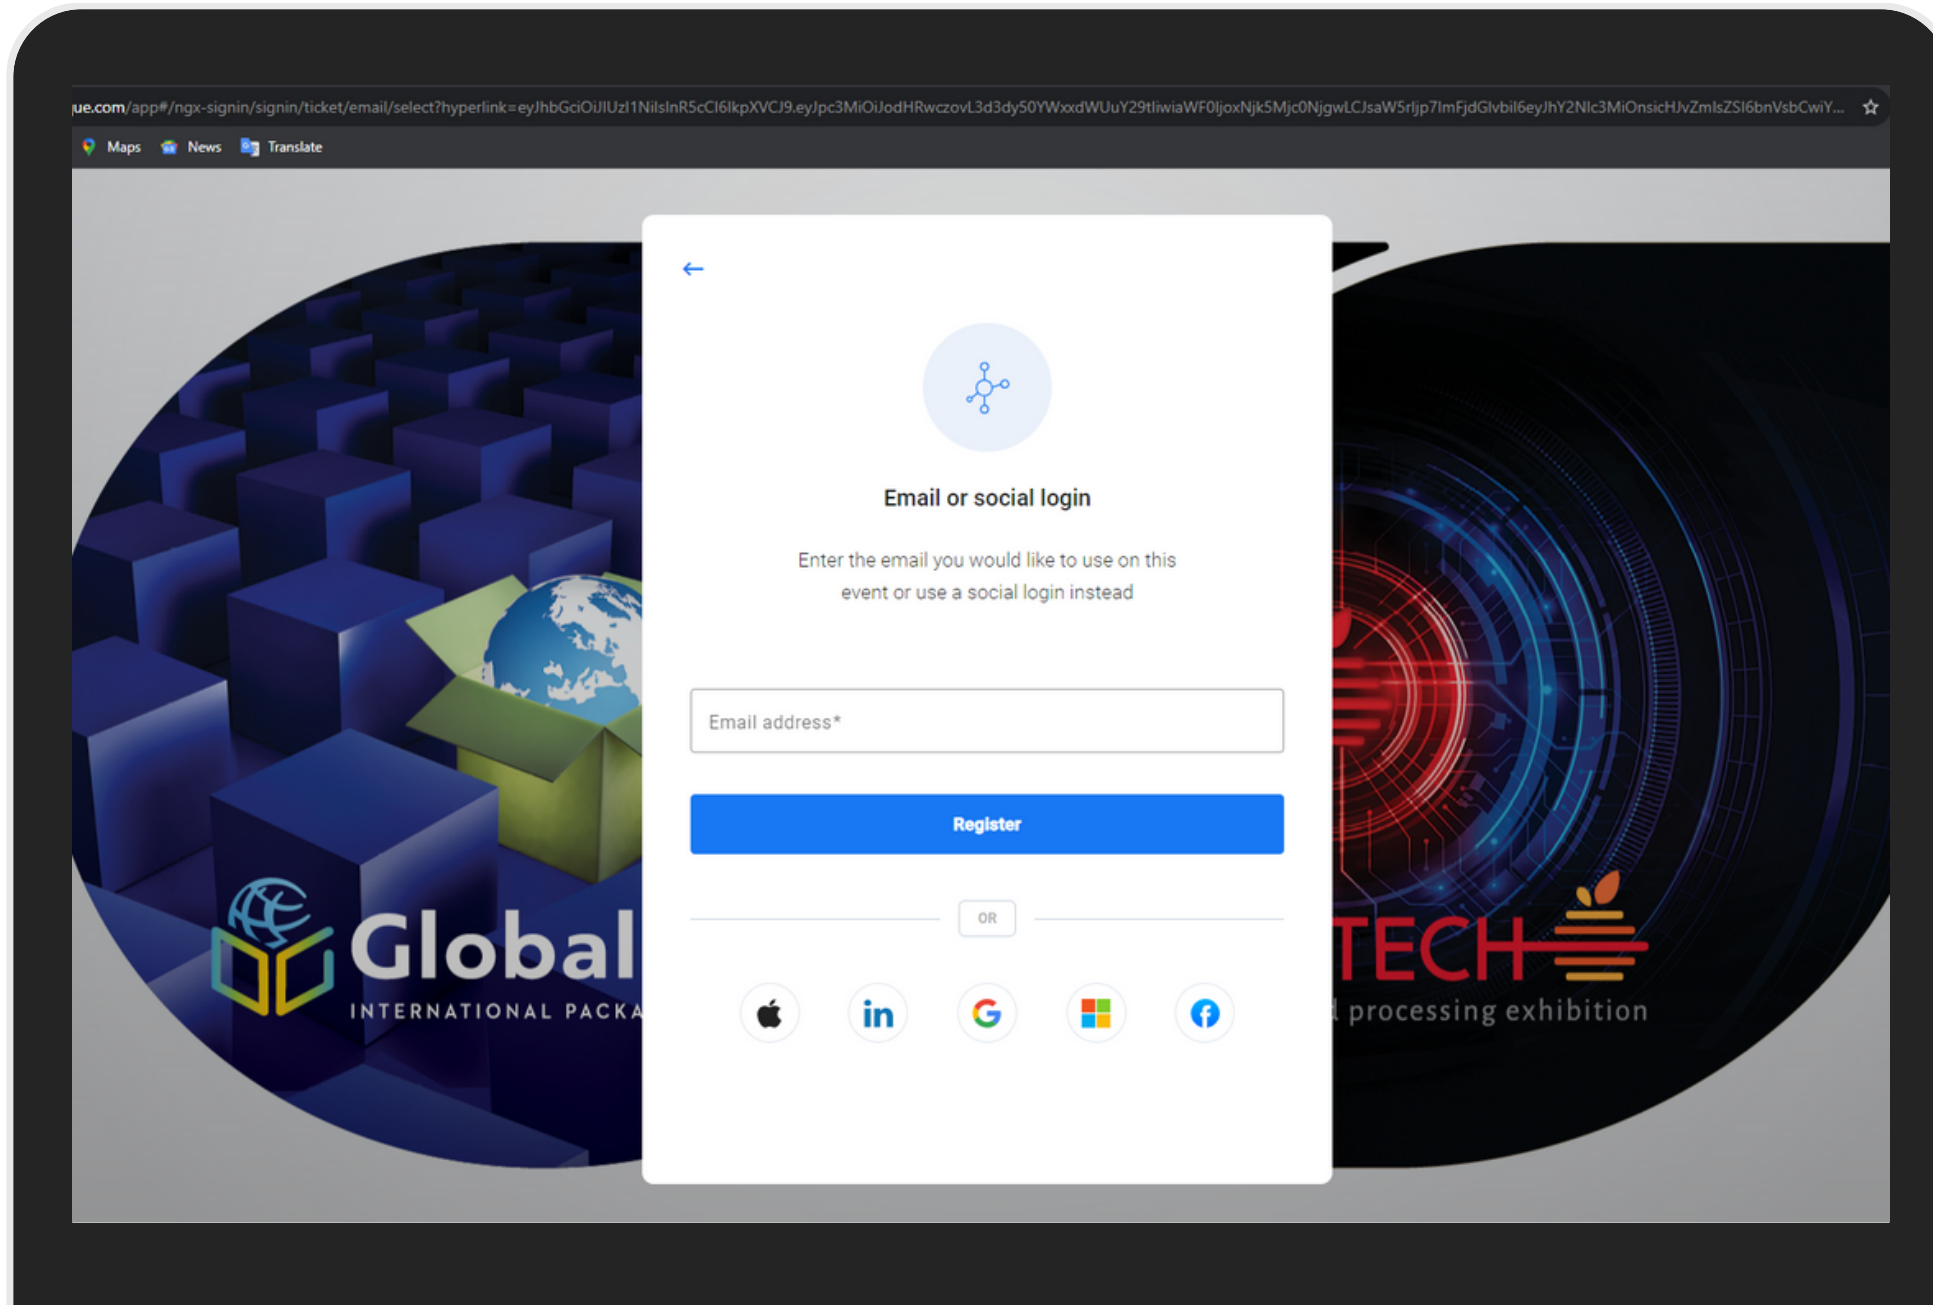 ue.com/app#/ngx-signin/signin/ticket/email/select?hyperlink=eyJhbGciOiJIUzI1NiIsInR5cCI6IkpXVCJ9.eyJpc3MiOiJodHRwczovL3d3dy50YWxxdWUuY29tIiwiaWF0IjoxNjk5Mjc0NjgwLCJsaW5rIjp7ImFjdGlvbiI6eyJhY2Nlc3MiOnsicHJvZmlsZSI6bnVsbCwiY...
Maps News Translate
Email or social login
Enter the email you would like to use on this
event or use a social login instead
Email address*
Register
OR
Global
INTERNATIONAL PACKA
TECH
processing exhibition